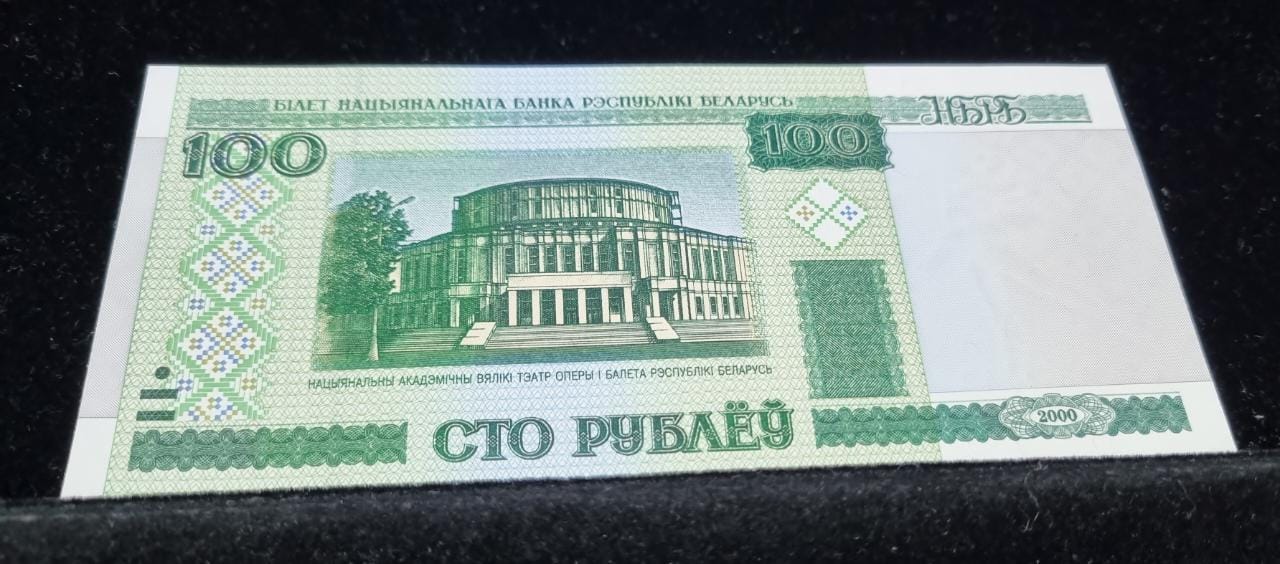 БІЛЕТ НАЦЫЯНАЛЬНАГА БАНКА РЭСПУБЛІКІ БЕЛАРУСЬ
НБРБ
100
100
НАЦЫЯНАЛЬНЫ АКАДЭМІЧНЫ ВЯЛІКІ ТЭАТР ОПЕРЫ І БАЛЕТА РЭСПУБЛІКІ БЕЛАРУСЬ
СТО РУБЛЁЎ
2000